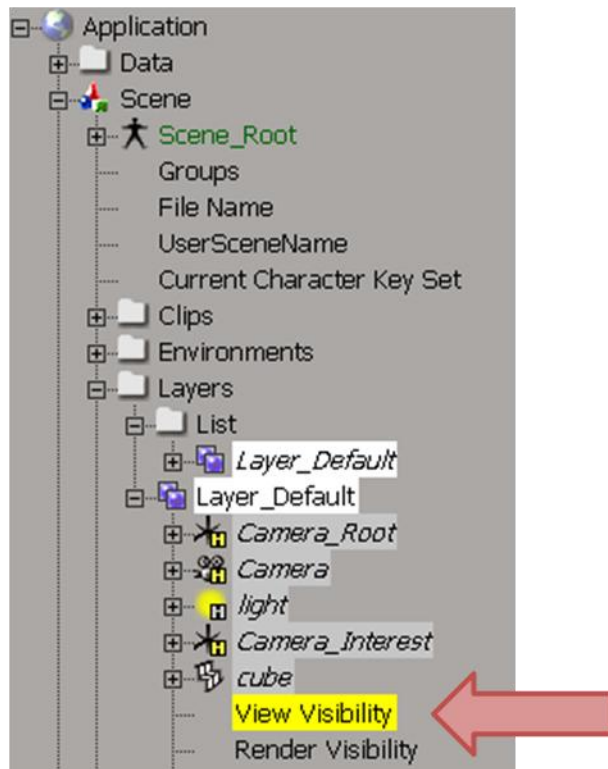 Application
Data
Scene
Scene_Root
Groups
File Name
UserSceneName
Current Character Key Set
Clips
Environments
Layers
List
Layer_Default
Layer_Default
Camera_Root
Camera
light
Camera_Interest
cube
View Visibility
Render Visibility